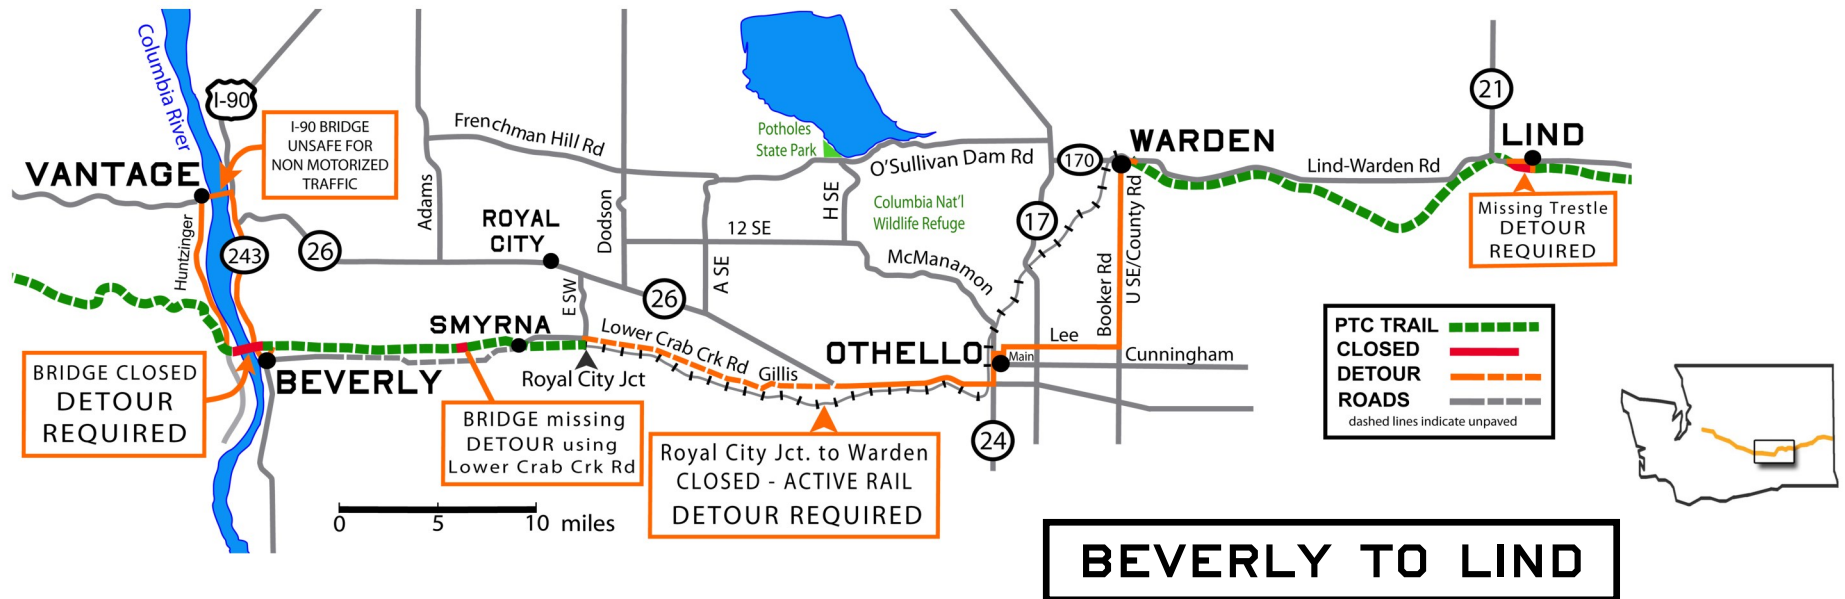 Columbia River
I-90
I-90 BRIDGE
UNSAFE FOR
NON MOTORIZED
TRAFFIC
VANTAGE
Huntzinger
243
26
Adams
Frenchman Hill Rd
ROYAL
CITY
Dodson
Potholes
State Park
O'Sullivan Dam Rd
H SE
Columbia Nat'l
Wildlife Refuge
12 SE
McManamon
A SE
26
E SW
17
170
WARDEN
Booker Rd
U SE/County Rd
Lind-Warden Rd
21
LIND
Missing Trestle
DETOUR
REQUIRED
SMYRNA
Lower Crab Crk Rd
Gillis
OTHELLO
Main
Lee
Cunningham
24
BEVERLY
Royal City Jct
BRIDGE CLOSED
DETOUR
REQUIRED
BRIDGE missing
DETOUR using
Lower Crab Crk Rd
Royal City Jct. to Warden
CLOSED - ACTIVE RAIL
DETOUR REQUIRED
PTC TRAIL
CLOSED
DETOUR
ROADS
dashed lines indicate unpaved
0 5 10 miles
BEVERLY TO LIND